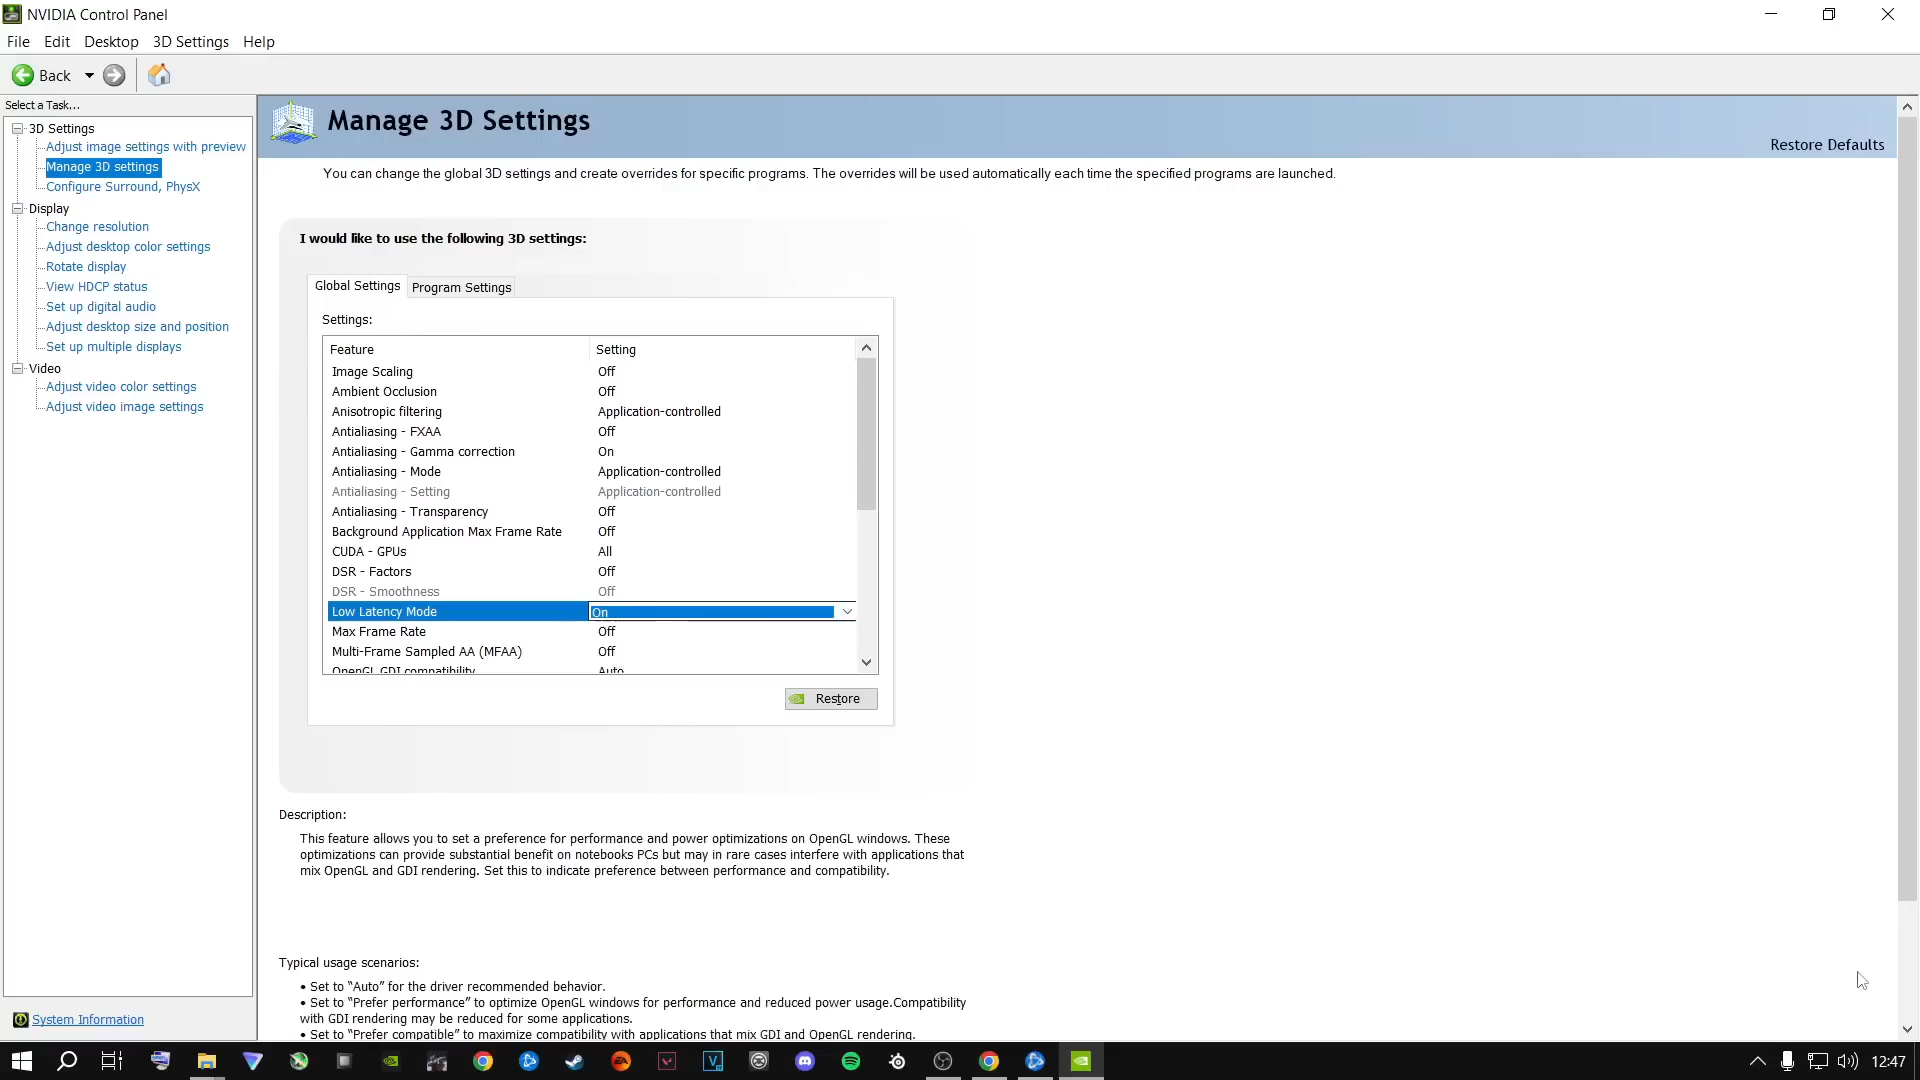 NVIDIA Control Panel
File Edit Desktop 3D Settings Help
Back
Select a Task...
3D Settings
Adjust image settings with preview
Manage 3D settings
Configure Surround, PhysX
Display
Change resolution
Adjust desktop color settings
Rotate display
View HDCP status
Set up digital audio
Adjust desktop size and position
Set up multiple displays
Video
Adjust video color settings
Adjust video image settings
System Information
Manage 3D Settings
Restore Defaults
You can change the global 3D settings and create overrides for specific programs. The overrides will be used automatically each time the specified programs are launched.
I would like to use the following 3D settings:
Global Settings Program Settings
Settings:
Feature Setting
Image Scaling Off
Ambient Occlusion Off
Anisotropic filtering Application-controlled
Antialiasing - FXAA Off
Antialiasing - Gamma correction On
Antialiasing - Mode Application-controlled
Antialiasing - Setting Application-controlled
Antialiasing - Transparency Off
Background Application Max Frame Rate Off
CUDA - GPUs All
DSR - Factors Off
DSR - Smoothness Off
Low Latency Mode On
Max Frame Rate Off
Multi-Frame Sampled AA (MFAA) Off
OpenGL GDI compatibility Auto
Restore
Description:
This feature allows you to set a preference for performance and power optimizations on OpenGL windows. These
optimizations can provide substantial benefit on notebooks PCs but may in rare cases interfere with applications that
mix OpenGL and GDI rendering. Set this to indicate preference between performance and compatibility.
Typical usage scenarios:
• Set to “Auto” for the driver recommended behavior.
• Set to “Prefer performance” to optimize OpenGL windows for performance and reduced power usage.Compatibility
with GDI rendering may be reduced for some applications.
• Set to “Prefer compatible” to maximize compatibility with applications that mix GDI and OpenGL rendering.
12:47